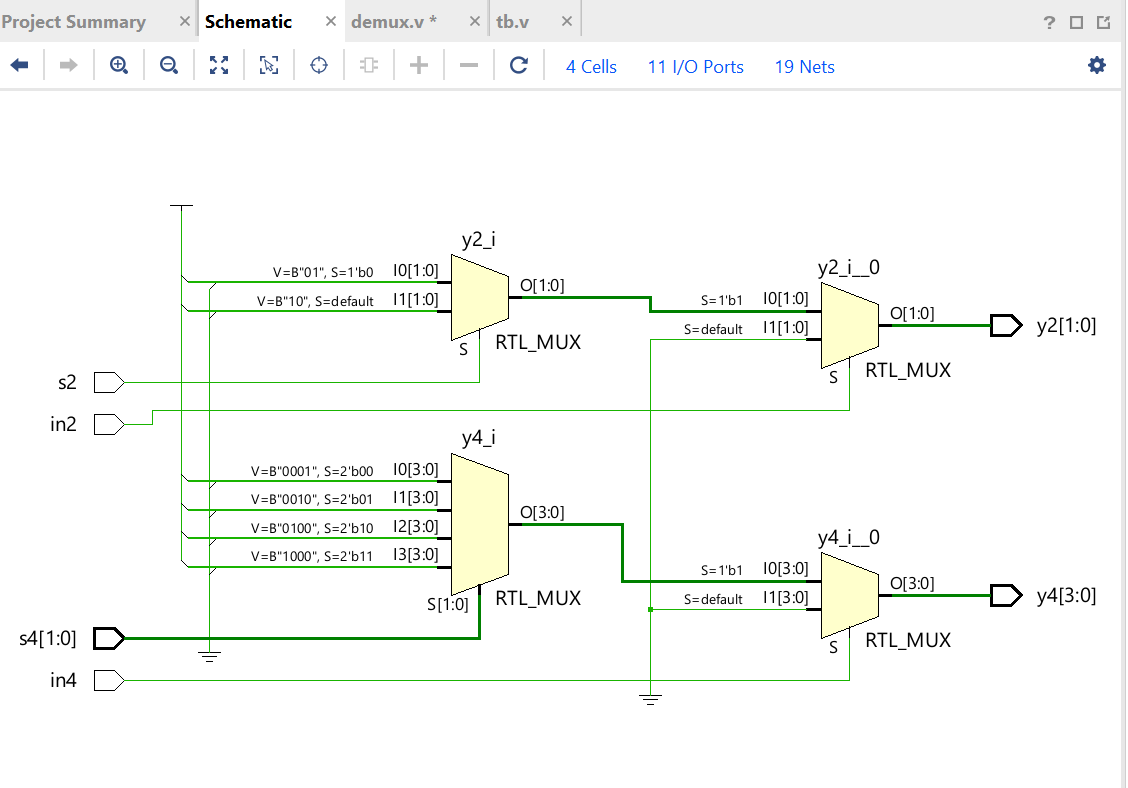 Project Summary × Schematic × demux.v * × tb.v × ?
4 Cells 11 I/O Ports 19 Nets
y2_i
V=B"01", S=1'b0 I0[1:0]
O[1:0]
V=B"10", S=default I1[1:0]
S
RTL_MUX
y2_i__0
S=1'b1 I0[1:0]
O[1:0]
S=default I1[1:0]
y2[1:0]
S
RTL_MUX
s2
in2
y4_i
V=B"0001", S=2'b00 I0[3:0]
V=B"0010", S=2'b01 I1[3:0]
O[3:0]
V=B"0100", S=2'b10 I2[3:0]
V=B"1000", S=2'b11 I3[3:0]
S[1:0]
RTL_MUX
y4_i__0
S=1'b1 I0[3:0]
O[3:0]
S=default I1[3:0]
y4[3:0]
S
RTL_MUX
s4[1:0]
in4